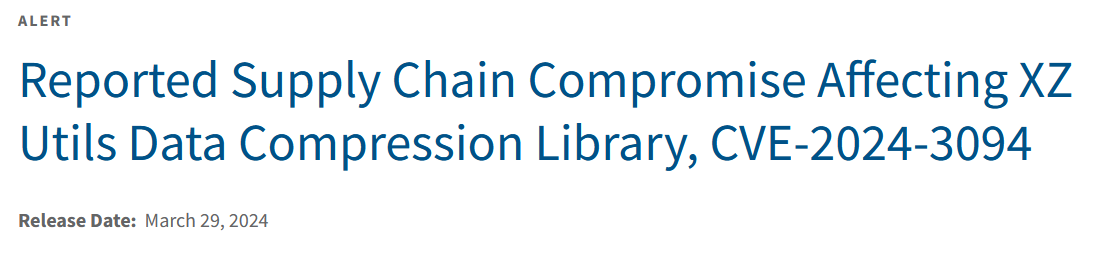 ALERT
Reported Supply Chain Compromise Affecting XZ
Utils Data Compression Library, CVE-2024-3094
Release Date: March 29, 2024